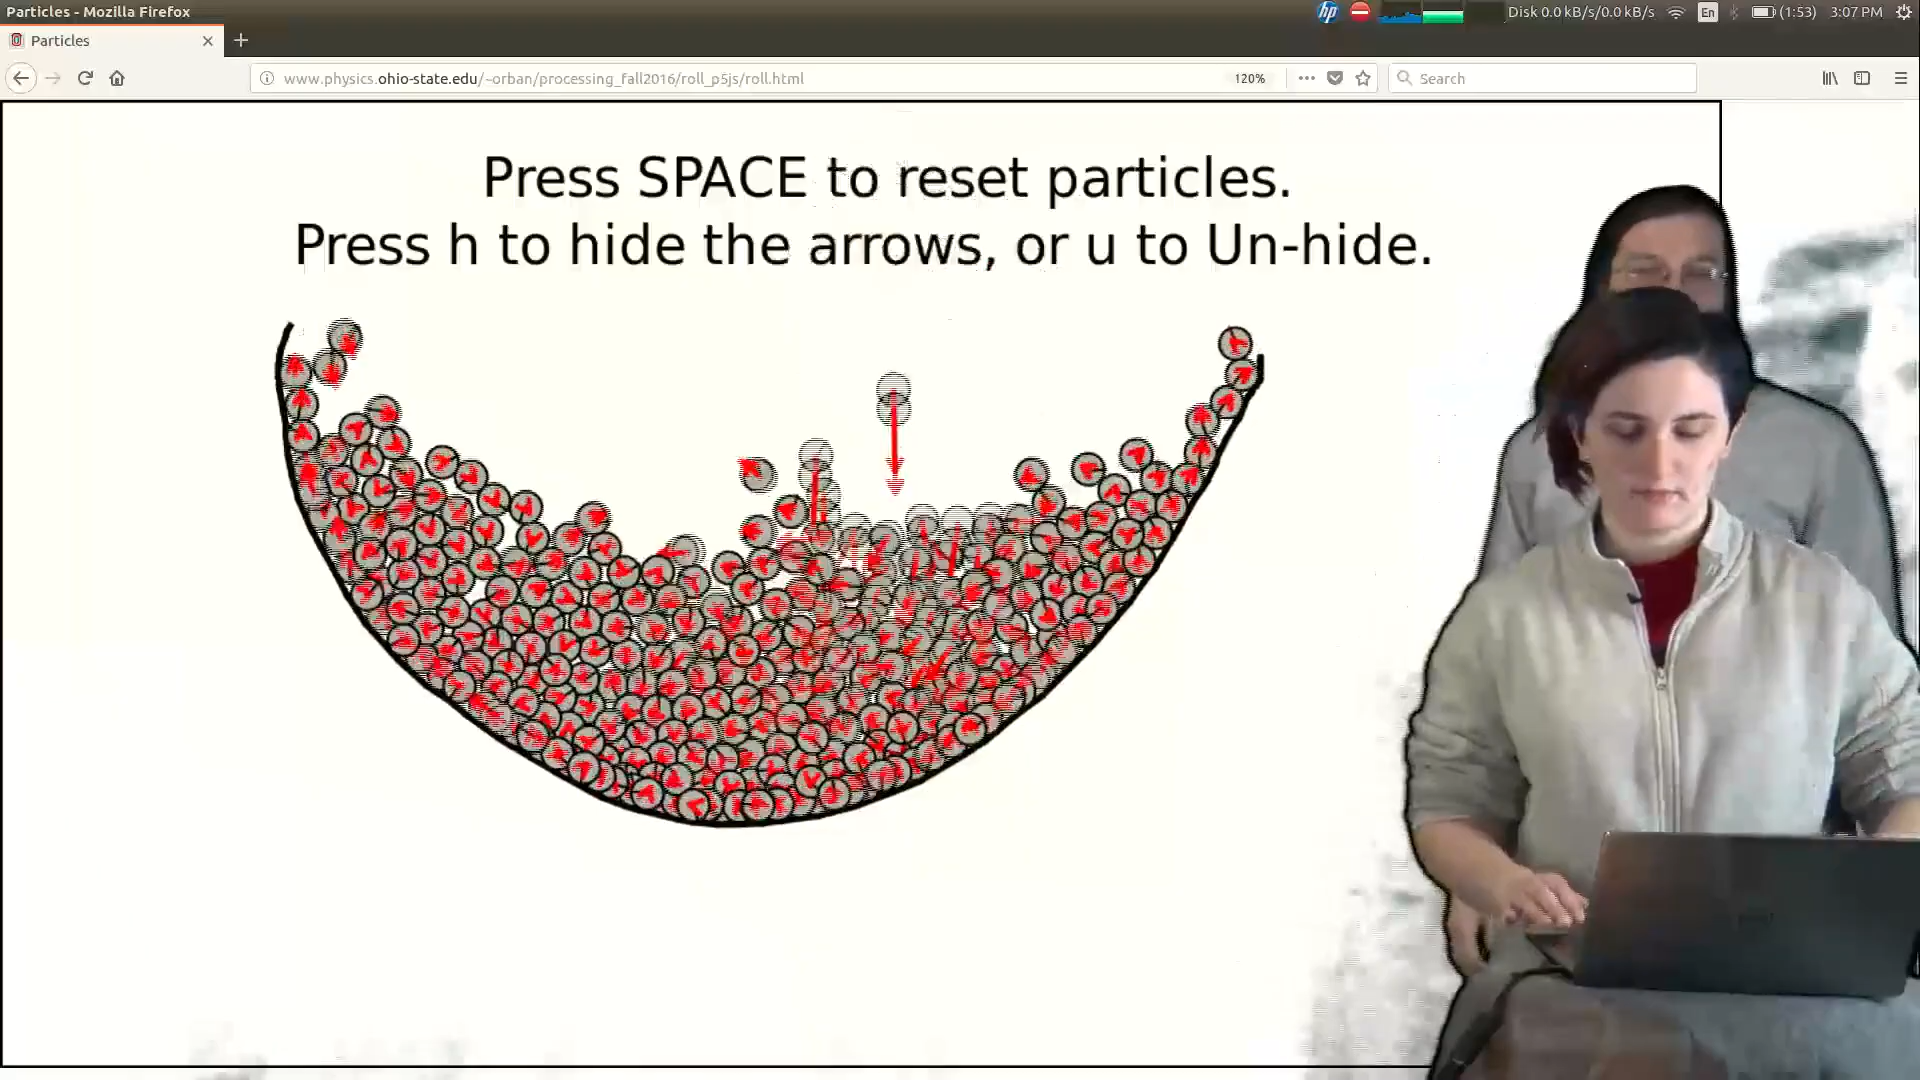 Particles - Mozilla Firefox
hp
Disk 0.0 kB/s/0.0 kB/s
En
(1:53)
3:07 PM
Particles
www.physics.ohio-state.edu/~orban/processing_fall2016/roll_p5js/roll.html
120%
Search
Press SPACE to reset particles.
Press h to hide the arrows, or u to Un-hide.